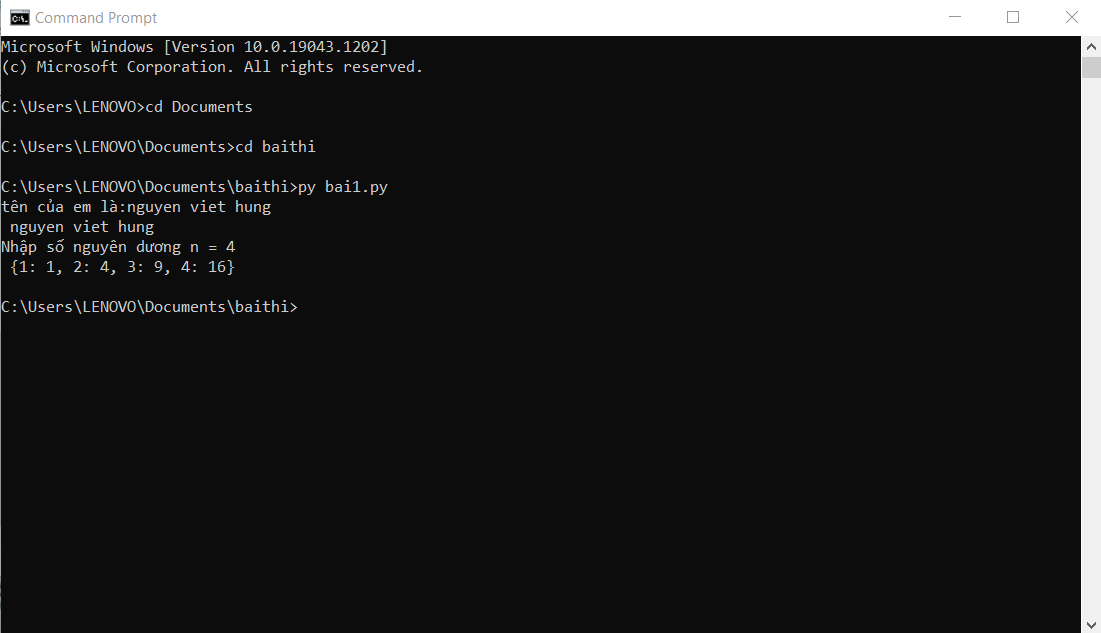 Command Prompt
Microsoft Windows [Version 10.0.19043.1202]
(c) Microsoft Corporation. All rights reserved.
C:\Users\LENOVO>cd Documents
C:\Users\LENOVO\Documents>cd baithi
C:\Users\LENOVO\Documents\baithi>py bai1.py
tên của em là:nguyen viet hung
 nguyen viet hung
Nhập số nguyên dương n = 4
 {1: 1, 2: 4, 3: 9, 4: 16}
C:\Users\LENOVO\Documents\baithi>